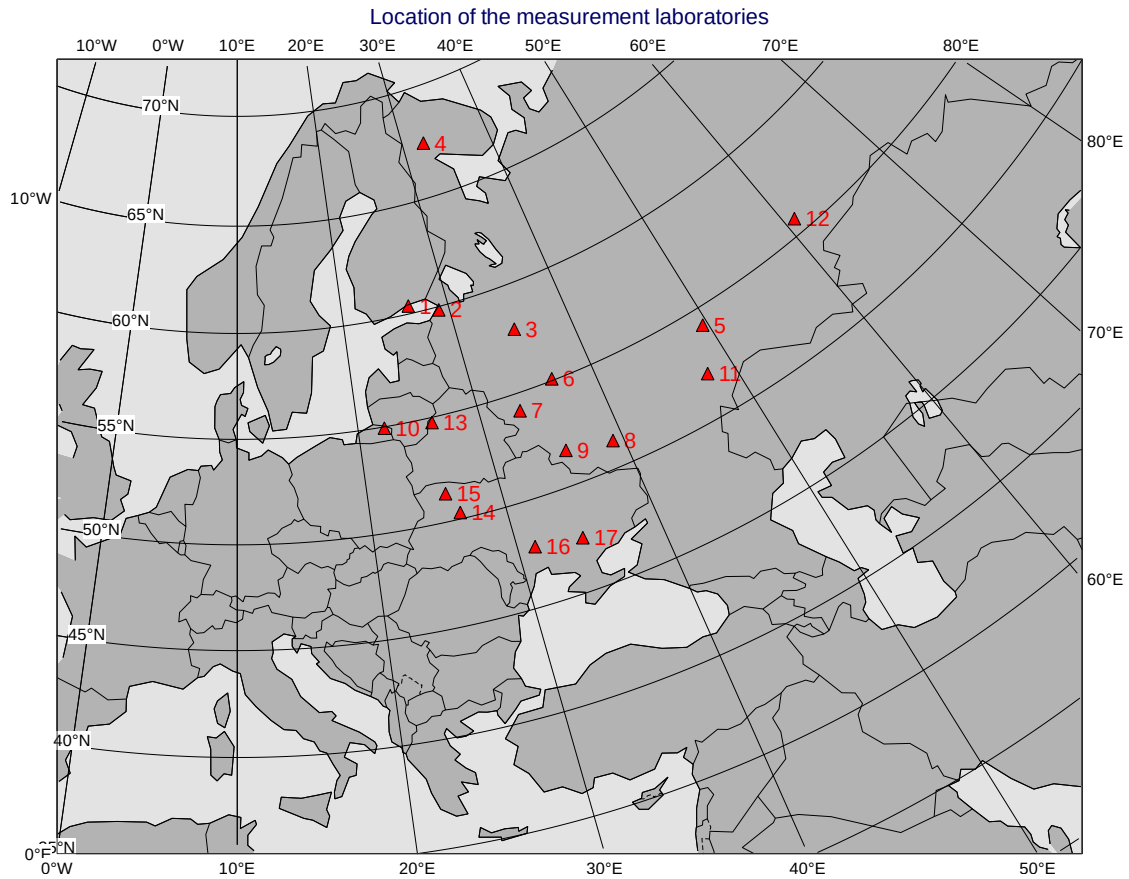 Location of the measurement laboratories
10°W 0°W 10°E 20°E 30°E 40°E 50°E 60°E 70°E 80°E
70°N
4
80°E
10°W
65°N
12
60°N
1
2
3
5
70°E
6
11
55°N
7
10
13
8
9
15
14
50°N
16
17
60°E
45°N
40°N
35°N
0°E
0°W 10°E 20°E 30°E 40°E 50°E